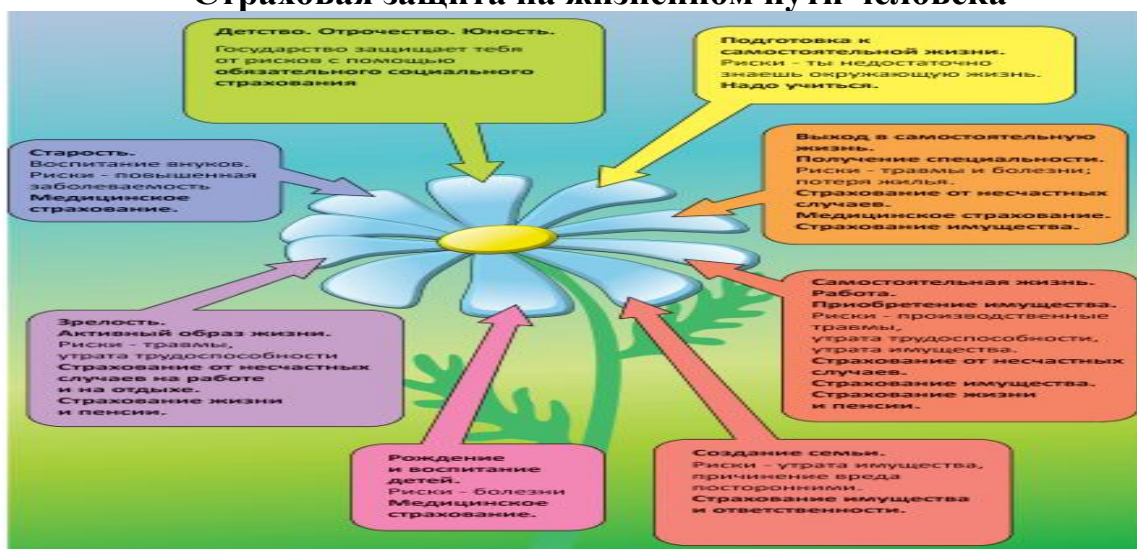 Страховая защита на жизненном пути человека
Детство. Отрочество. Юность.
Государство защищает тебя
от рисков с помощью
обязательного социального
страхования
Подготовка к
самостоятельной жизни.
Риски - ты недостаточно
знаешь окружающую жизнь.
Надо учиться.
Выход в самостоятельную
жизнь.
Получение специальности.
Риски - травмы и болезни;
потеря жилья.
Страхование от несчастных
случаев.
Медицинское страхование.
Страхование имущества.
Самостоятельная жизнь.
Работа.
Приобретение имущества.
Риски - производственные
травмы,
утрата трудоспособности,
утрата имущества.
Страхование от несчастных
случаев.
Страхование имущества.
Страхование жизни
и пенсии.
Создание семьи.
Риски - утрата имущества,
причинение вреда
посторонними.
Страхование имущества
и ответственности.
Рождение
и воспитание
детей.
Риски - болезни
Медицинское
страхование.
Зрелость.
Активный образ жизни.
Риски - травмы,
утрата трудоспособности
Страхование от несчастных
случаев на работе
и на отдыхе.
Страхование жизни
и пенсии.
Старость.
Воспитание внуков.
Риски - повышенная
заболеваемость
Медицинское
страхование.